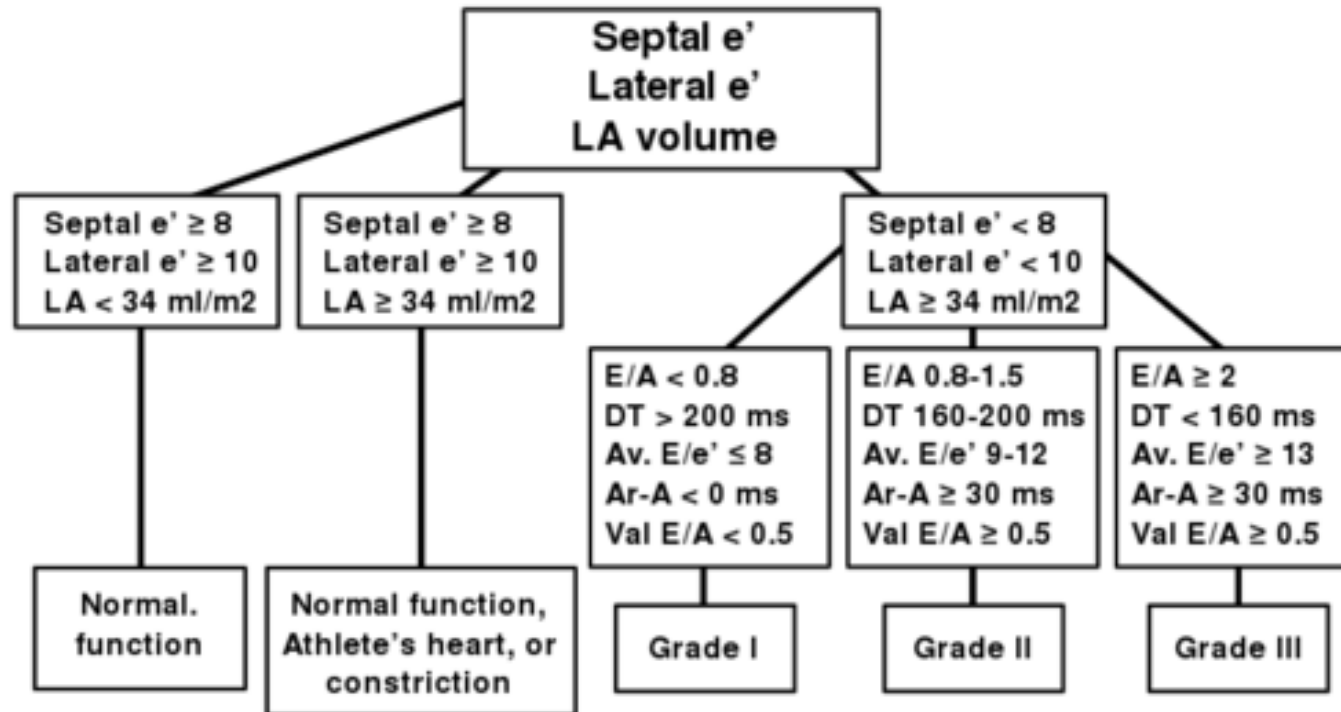 Septal e'
Lateral e'
LA volume
Septal e' ≥ 8
Lateral e' ≥ 10
LA < 34 ml/m2
Septal e' ≥ 8
Lateral e' ≥ 10
LA ≥ 34 ml/m2
Septal e' < 8
Lateral e' < 10
LA ≥ 34 ml/m2
E/A < 0.8
DT > 200 ms
Av. E/e' ≤ 8
Ar-A < 0 ms
Val E/A < 0.5
E/A 0.8-1.5
DT 160-200 ms
Av. E/e' 9-12
Ar-A ≥ 30 ms
Val E/A ≥ 0.5
E/A ≥ 2
DT < 160 ms
Av. E/e' ≥ 13
Ar-A ≥ 30 ms
Val E/A ≥ 0.5
Normal.
function
Normal function,
Athlete's heart, or
constriction
Grade I
Grade II
Grade III